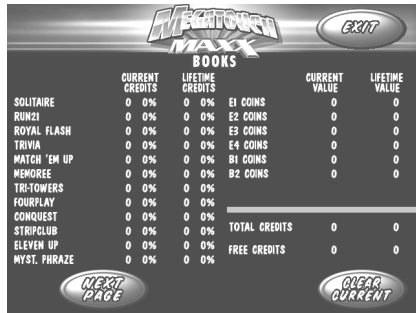 MEGATOUCH
MAXX
EXIT
BOOKS
CURRENT CREDITS LIFETIME CREDITS
SOLITAIRE 0 0% 0 0%
RUN21 0 0% 0 0%
ROYAL FLASH 0 0% 0 0%
TRIVIA 0 0% 0 0%
MATCH 'EM UP 0 0% 0 0%
MEMOREE 0 0% 0 0%
TRI-TOWERS 0 0% 0 0%
FOURPLAY 0 0% 0 0%
CONQUEST 0 0% 0 0%
STRIPCLUB 0 0% 0 0%
ELEVEN UP 0 0% 0 0%
MYST. PHRAZE 0 0% 0 0%
CURRENT VALUE LIFETIME VALUE
E1 COINS 0 0
E2 COINS 0 0
E3 COINS 0 0
E4 COINS 0 0
B1 COINS 0 0
B2 COINS 0 0
TOTAL CREDITS 0 0
FREE CREDITS 0 0
NEXT
PAGE
CLEAR
CURRENT